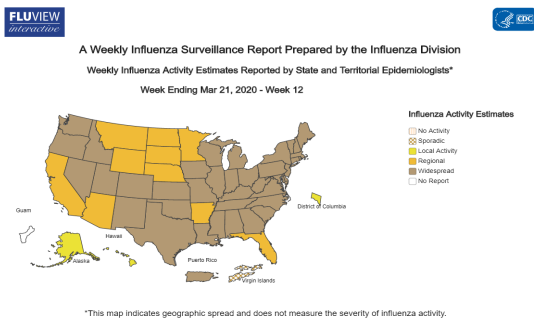 FLUVIEW
interactive
CDC
A Weekly Influenza Surveillance Report Prepared by the Influenza Division
Weekly Influenza Activity Estimates Reported by State and Territorial Epidemiologists*
Week Ending Mar 21, 2020 - Week 12
Influenza Activity Estimates
No Activity
Sporadic
Local Activity
Regional
Widespread
No Report
District of Columbia
Guam
Hawaii
Alaska
Puerto Rico
Virgin Islands
*This map indicates geographic spread and does not measure the severity of influenza activity.